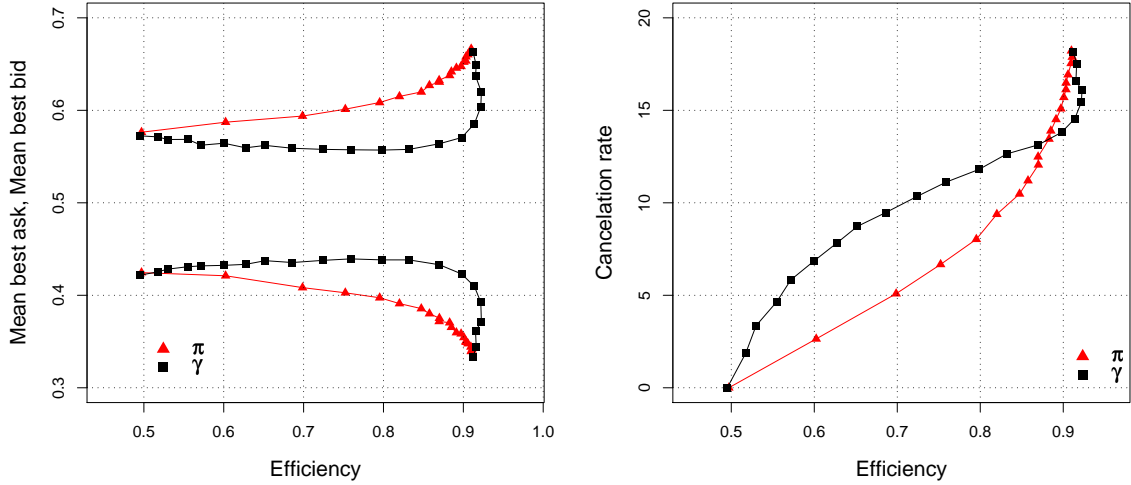 Mean best ask, Mean best bid
0.7
0.6
0.5
0.4
0.3
π
γ
0.5 0.6 0.7 0.8 0.9 1.0
Efficiency
Cancelation rate
20
15
10
5
0
π
γ
0.5 0.6 0.7 0.8 0.9
Efficiency